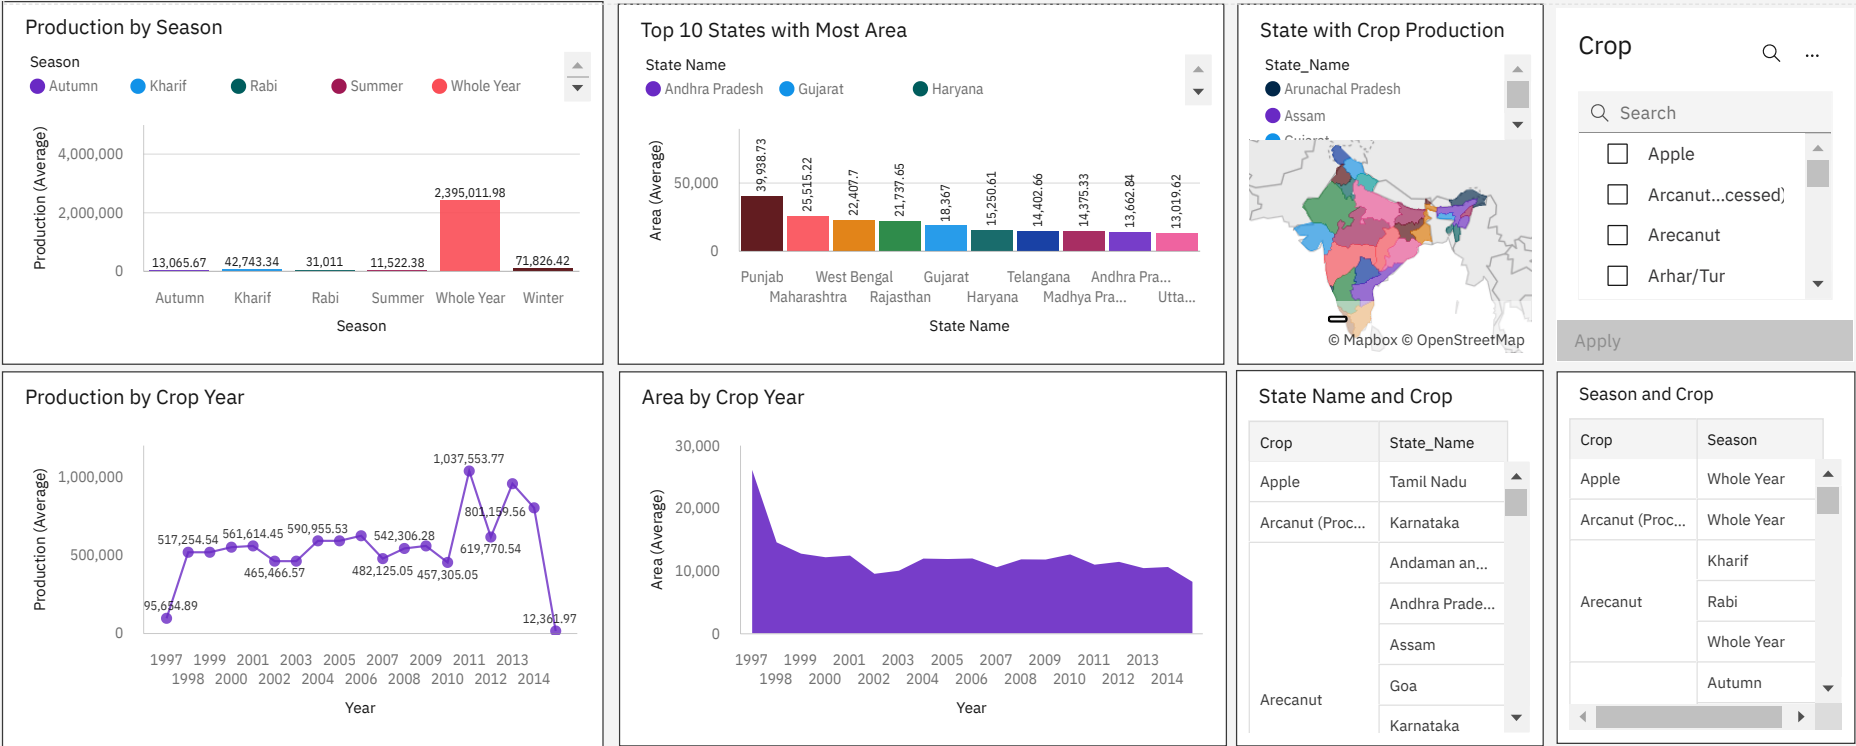 Production by Season
Season
Autumn Kharif Rabi Summer Whole Year
Production (Average)
4,000,000
2,000,000
0
13,065.67 42,743.34 31,011 11,522.38 2,395,011.98 71,826.42
Autumn Kharif Rabi Summer Whole Year Winter
Season
Top 10 States with Most Area
State Name
Andhra Pradesh Gujarat Haryana
Area (Average)
50,000
0
39,938.73 25,515.22 22,407.7 21,737.65 18,367 15,250.61 14,402.66 14,375.33 13,662.84 13,019.62
Punjab West Bengal Gujarat Telangana Andhra Pra...
Maharashtra Rajasthan Haryana Madhya Pra... Utta...
State Name
State with Crop Production
State_Name
Arunachal Pradesh
Assam
Gujarat
© Mapbox © OpenStreetMap
Crop
...
Search
Apple
Arcanut...cessed)
Arecanut
Arhar/Tur
Apply
Production by Crop Year
Production (Average)
1,000,000
500,000
0
95,654.89
517,254.54
561,614.45
465,466.57
590,955.53
482,125.05
542,306.28
457,305.05
1,037,553.77
619,770.54
801,159.56
12,361.97
1997 1999 2001 2003 2005 2007 2009 2011 2013
1998 2000 2002 2004 2006 2008 2010 2012 2014
Year
Area by Crop Year
Area (Average)
30,000
20,000
10,000
0
1997 1999 2001 2003 2005 2007 2009 2011 2013
1998 2000 2002 2004 2006 2008 2010 2012 2014
Year
State Name and Crop
Crop State_Name
Apple Tamil Nadu
Arcanut (Proc... Karnataka
Andaman an...
Andhra Prade...
Assam
Goa
Arecanut
Karnataka
Season and Crop
Crop Season
Apple Whole Year
Arcanut (Proc... Whole Year
Kharif
Arecanut Rabi
Whole Year
Autumn